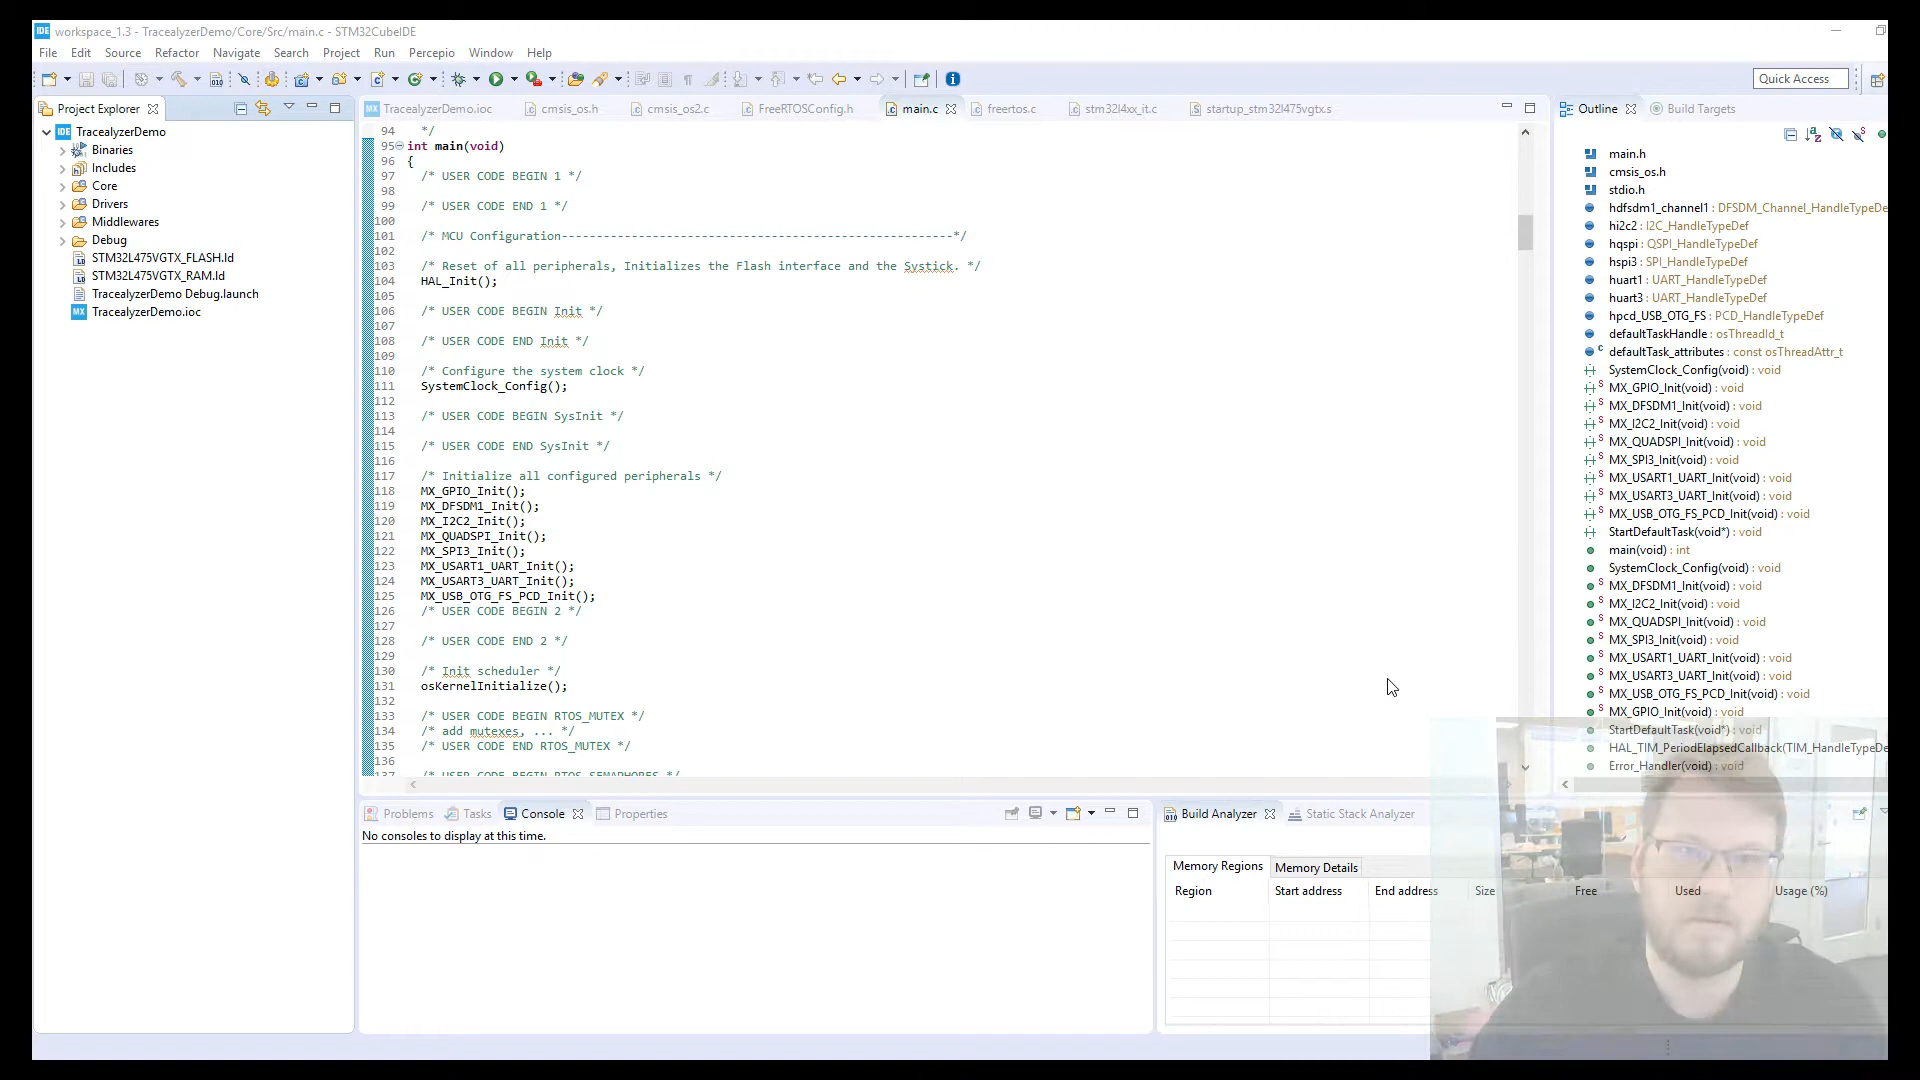 workspace_1.3 - TracealyzerDemo/Core/Src/main.c - STM32CubeIDE
File Edit Source Refactor Navigate Search Project Run Percepio Window Help
Quick Access
Project Explorer
TracealyzerDemo
Binaries
Includes
Core
Drivers
Middlewares
Debug
STM32L475VGTX_FLASH.ld
STM32L475VGTX_RAM.ld
TracealyzerDemo Debug.launch
TracealyzerDemo.ioc
TracealyzerDemo.ioc cmsis_os.h cmsis_os2.c FreeRTOSConfig.h main.c freertos.c stm32l4xx_it.c startup_stm32l475vgtx.s
94 */
95 int main(void)
96 {
97 /* USER CODE BEGIN 1 */
98
99 /* USER CODE END 1 */
100
101 /* MCU Configuration--------------------------------------------------------*/
102
103 /* Reset of all peripherals, Initializes the Flash interface and the Systick. */
104 HAL_Init();
105
106 /* USER CODE BEGIN Init */
107
108 /* USER CODE END Init */
109
110 /* Configure the system clock */
111 SystemClock_Config();
112
113 /* USER CODE BEGIN SysInit */
114
115 /* USER CODE END SysInit */
116
117 /* Initialize all configured peripherals */
118 MX_GPIO_Init();
119 MX_DFSDM1_Init();
120 MX_I2C2_Init();
121 MX_QUADSPI_Init();
122 MX_SPI3_Init();
123 MX_USART1_UART_Init();
124 MX_USART3_UART_Init();
125 MX_USB_OTG_FS_PCD_Init();
126 /* USER CODE BEGIN 2 */
127
128 /* USER CODE END 2 */
129
130 /* Init scheduler */
131 osKernelInitialize();
132
133 /* USER CODE BEGIN RTOS_MUTEX */
134 /* add mutexes, ... */
135 /* USER CODE END RTOS_MUTEX */
136
137 /* USER CODE BEGIN RTOS_SEMAPHORES */
Outline Build Targets
main.h
cmsis_os.h
stdio.h
hdfsdm1_channel1 : DFSDM_Channel_HandleTypeDe
hi2c2 : I2C_HandleTypeDef
hqspi : QSPI_HandleTypeDef
hspi3 : SPI_HandleTypeDef
huart1 : UART_HandleTypeDef
huart3 : UART_HandleTypeDef
hpcd_USB_OTG_FS : PCD_HandleTypeDef
defaultTaskHandle : osThreadId_t
defaultTask_attributes : const osThreadAttr_t
SystemClock_Config(void) : void
MX_GPIO_Init(void) : void
MX_DFSDM1_Init(void) : void
MX_I2C2_Init(void) : void
MX_QUADSPI_Init(void) : void
MX_SPI3_Init(void) : void
MX_USART1_UART_Init(void) : void
MX_USART3_UART_Init(void) : void
MX_USB_OTG_FS_PCD_Init(void) : void
StartDefaultTask(void*) : void
main(void) : int
SystemClock_Config(void) : void
MX_DFSDM1_Init(void) : void
MX_I2C2_Init(void) : void
MX_QUADSPI_Init(void) : void
MX_SPI3_Init(void) : void
MX_USART1_UART_Init(void) : void
MX_USART3_UART_Init(void) : void
MX_USB_OTG_FS_PCD_Init(void) : void
MX_GPIO_Init(void) : void
StartDefaultTask(void*) : void
HAL_TIM_PeriodElapsedCallback(TIM_HandleTypeDe
Error_Handler(void) : void
Problems Tasks Console Properties
No consoles to display at this time.
Build Analyzer Static Stack Analyzer
Memory Regions Memory Details
Region Start address End address Size Free Used Usage (%)